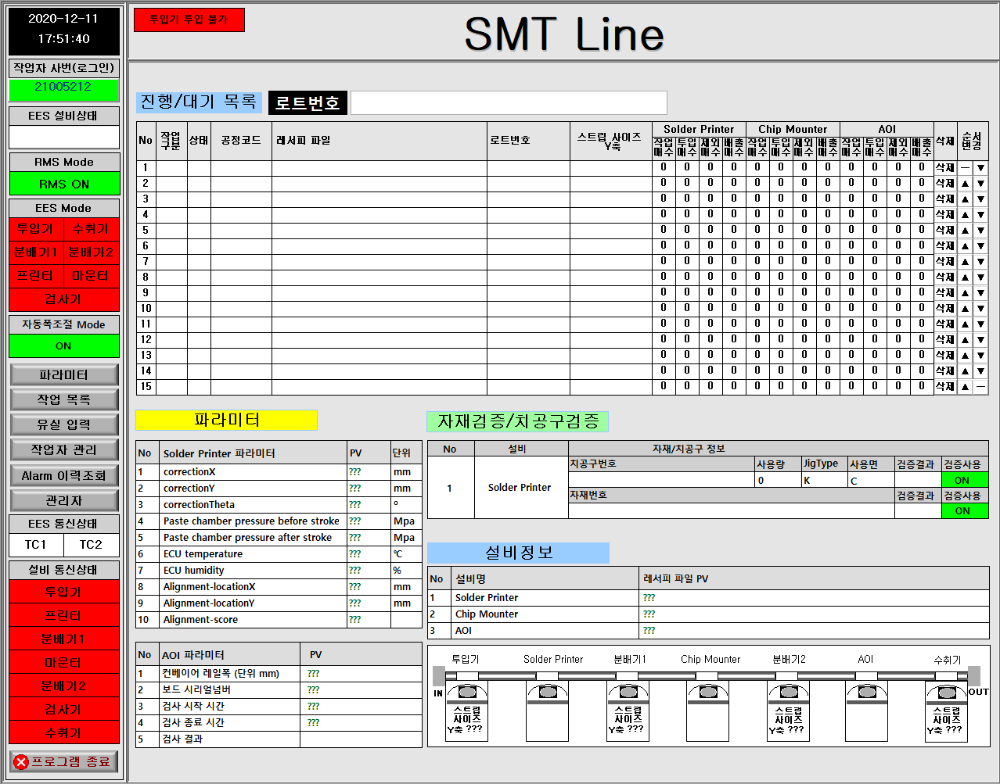 2020-12-11
17:51:40
작업자 사번(로그인)
21005212
EES 설비상태
RMS Mode
RMS ON
EES Mode
투입기 수취기
분배기1 분배기2
프린터 마운터
검사기
자동폭조절 Mode
ON
파라미터
작업 목록
유실 입력
작업자 관리
Alarm 이력조회
관리자
EES 통신상태
TC1 TC2
설비 통신상태
투입기
프린터
분배기1
마운터
분배기2
검사기
수취기
프로그램 종료
투입기 투입 불가
SMT Line
진행/대기 목록 로트번호
Solder Printer Chip Mounter AOI
No 작업구분 상태 공정코드 레서피 파일 로트번호 스트립 사이즈 Y축 작업매수 투입매수 제외매수 배출매수 작업매수 투입매수 제외매수 배출매수 작업매수 투입매수 제외매수 배출매수 삭제 순서변경
1 0 0 0 0 0 0 0 0 0 0 0 0 삭제 — ▼
2 0 0 0 0 0 0 0 0 0 0 0 0 삭제 ▲ ▼
3 0 0 0 0 0 0 0 0 0 0 0 0 삭제 ▲ ▼
4 0 0 0 0 0 0 0 0 0 0 0 0 삭제 ▲ ▼
5 0 0 0 0 0 0 0 0 0 0 0 0 삭제 ▲ ▼
6 0 0 0 0 0 0 0 0 0 0 0 0 삭제 ▲ ▼
7 0 0 0 0 0 0 0 0 0 0 0 0 삭제 ▲ ▼
8 0 0 0 0 0 0 0 0 0 0 0 0 삭제 ▲ ▼
9 0 0 0 0 0 0 0 0 0 0 0 0 삭제 ▲ ▼
10 0 0 0 0 0 0 0 0 0 0 0 0 삭제 ▲ ▼
11 0 0 0 0 0 0 0 0 0 0 0 0 삭제 ▲ ▼
12 0 0 0 0 0 0 0 0 0 0 0 0 삭제 ▲ ▼
13 0 0 0 0 0 0 0 0 0 0 0 0 삭제 ▲ ▼
14 0 0 0 0 0 0 0 0 0 0 0 0 삭제 ▲ ▼
15 0 0 0 0 0 0 0 0 0 0 0 0 삭제 ▲ —
파라미터
No Solder Printer 파라미터 PV 단위
1 correctionX ??? mm
2 correctionY ??? mm
3 correctionTheta ??? º
4 Paste chamber pressure before stroke ??? Mpa
5 Paste chamber pressure after stroke ??? Mpa
6 ECU temperature ??? ℃
7 ECU humidity ??? %
8 Alignment-locationX ??? mm
9 Alignment-locationY ??? mm
10 Alignment-score ???
No AOI 파라미터 PV
1 컨베이어 레일폭 (단위 mm) ???
2 보드 시리얼넘버 ???
3 검사 시작 시간 ???
4 검사 종료 시간 ???
5 검사 결과
자재검증/치공구검증
No 설비 자재/치공구 정보
치공구번호 사용량 JigType 사용면 검증결과 검증사용
1 Solder Printer 0 K C ON
자재번호 검증결과 검증사용
ON
설비정보
No 설비명 레서피 파일 PV
1 Solder Printer ???
2 Chip Mounter ???
3 AOI ???
투입기 Solder Printer 분배기1 Chip Mounter 분배기2 AOI 수취기
IN OUT
스트립 스트립 스트립 스트립
사이즈 사이즈 사이즈 사이즈
Y축 ??? Y축 ??? Y축 ??? Y축 ???